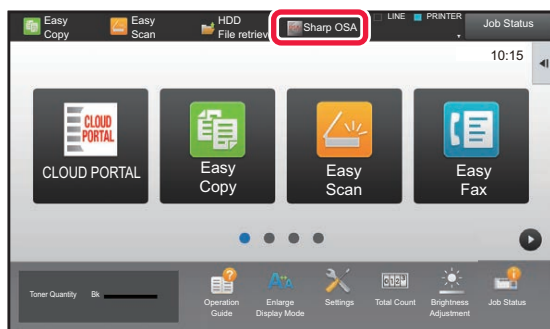 Easy
Copy
Easy
Scan
HDD
File retriev
Sharp OSA
LINE
PRINTER
Job Status
10:15
CLOUD
PORTAL
CLOUD PORTAL
Easy
Copy
Easy
Scan
Easy
Fax
Toner Quantity Bk
Operation
Guide
Enlarge
Display Mode
Settings
Total Count
Brightness
Adjustment
Job Status